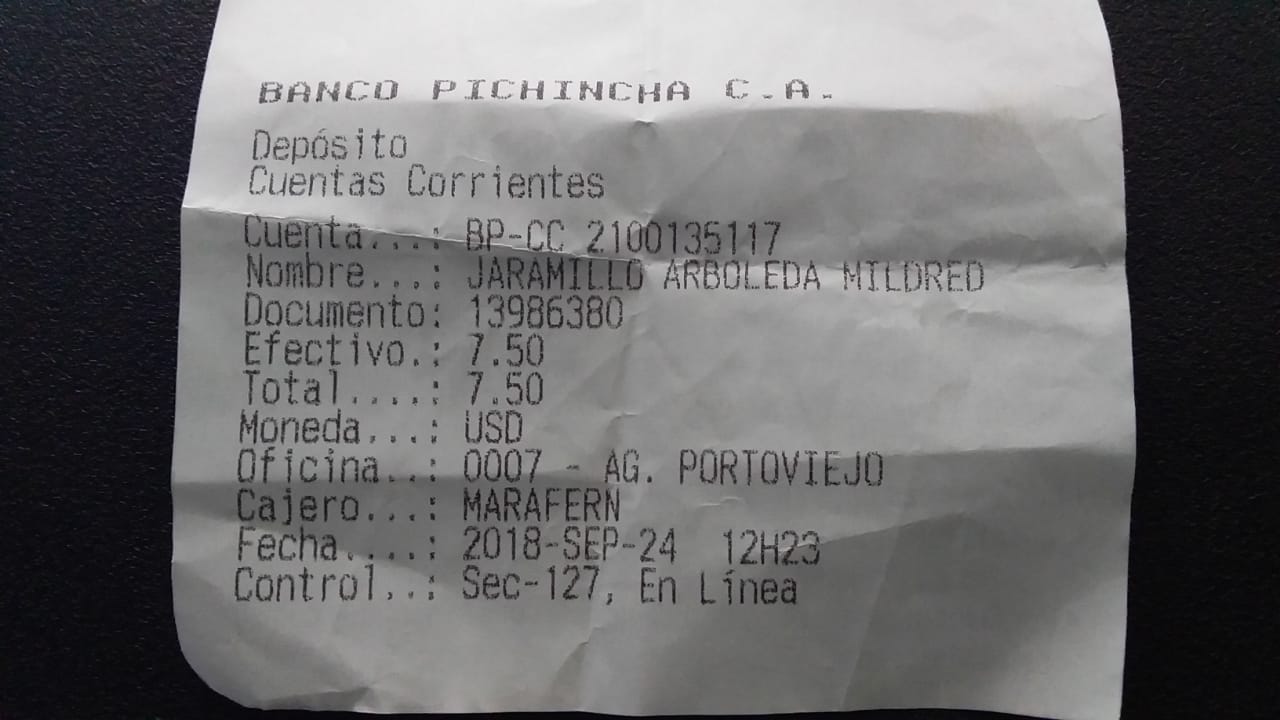 BANCO PICHINCHA C.A.
Depósito
Cuentas Corrientes
Cuenta...: BP-CC 2100135117
Nombre...: JARAMILLO ARBOLEDA MILDRED
Documento: 13986380
Efectivo.: 7.50
Total....: 7.50
Moneda...: USD
Oficina..: 0007 - AG. PORTOVIEJO
Cajero...: MARAFERN
Fecha....: 2018-SEP-24 12H23
Control..: Sec-127, En Línea